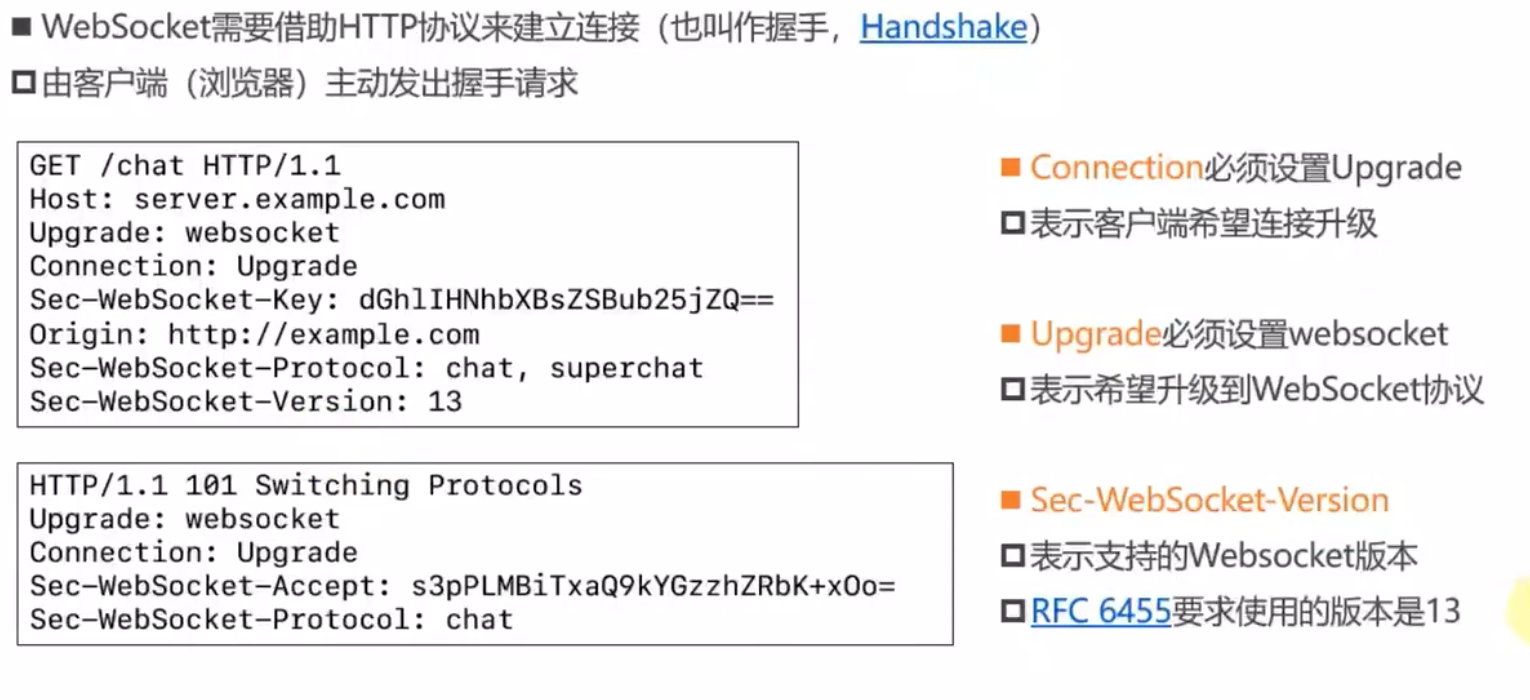 WebSocket需要借助HTTP协议来建立连接（也叫作握手，Handshake）
由客户端（浏览器）主动发出握手请求
GET /chat HTTP/1.1
Host: server.example.com
Upgrade: websocket
Connection: Upgrade
Sec-WebSocket-Key: dGhlIHNhbXBsZSBub25jZQ==
Origin: http://example.com
Sec-WebSocket-Protocol: chat, superchat
Sec-WebSocket-Version: 13
HTTP/1.1 101 Switching Protocols
Upgrade: websocket
Connection: Upgrade
Sec-WebSocket-Accept: s3pPLMBiTxaQ9kYGzzhZRbK+xOo=
Sec-WebSocket-Protocol: chat
Connection必须设置Upgrade
表示客户端希望连接升级
Upgrade必须设置websocket
表示希望升级到WebSocket协议
Sec-WebSocket-Version
表示支持的Websocket版本
RFC 6455要求使用的版本是13